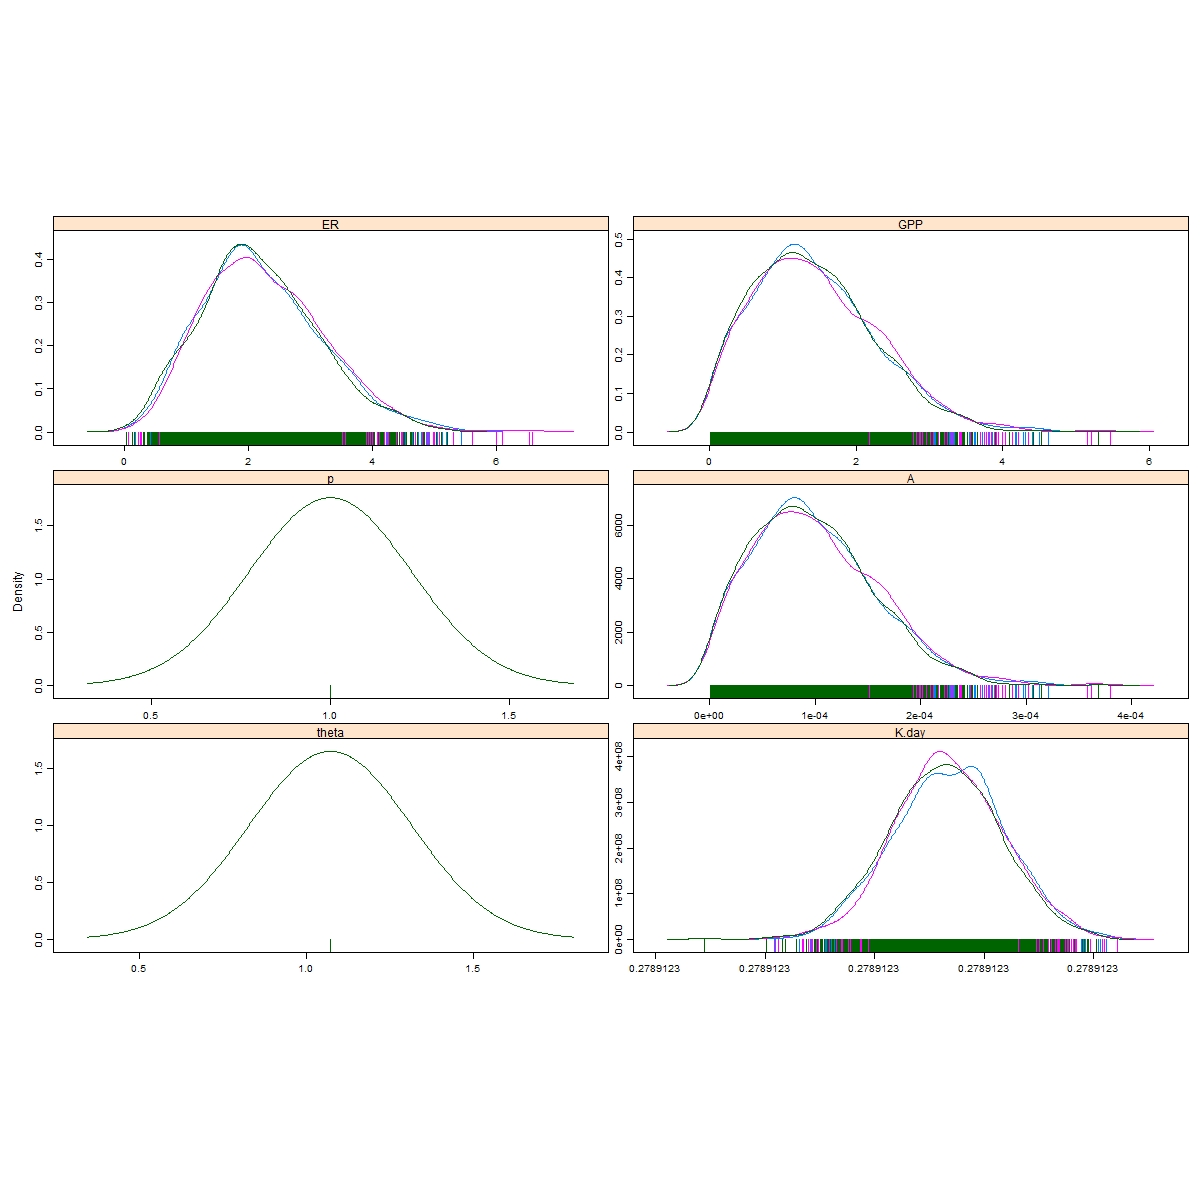 ER
GPP
0.0 0.1 0.2 0.3 0.4
0.0 0.1 0.2 0.3 0.4 0.5
0 2 4 6
0 2 4 6
p
A
Density
0.0 0.5 1.0 1.5
0 2000 4000 6000
0.5 1.0 1.5
0e+00 1e-04 2e-04 3e-04 4e-04
theta
K.day
0.0 0.5 1.0 1.5
0e+00 1e+08 2e+08 3e+08 4e+08
0.5 1.0 1.5
0.2789123 0.2789123 0.2789123 0.2789123 0.2789123